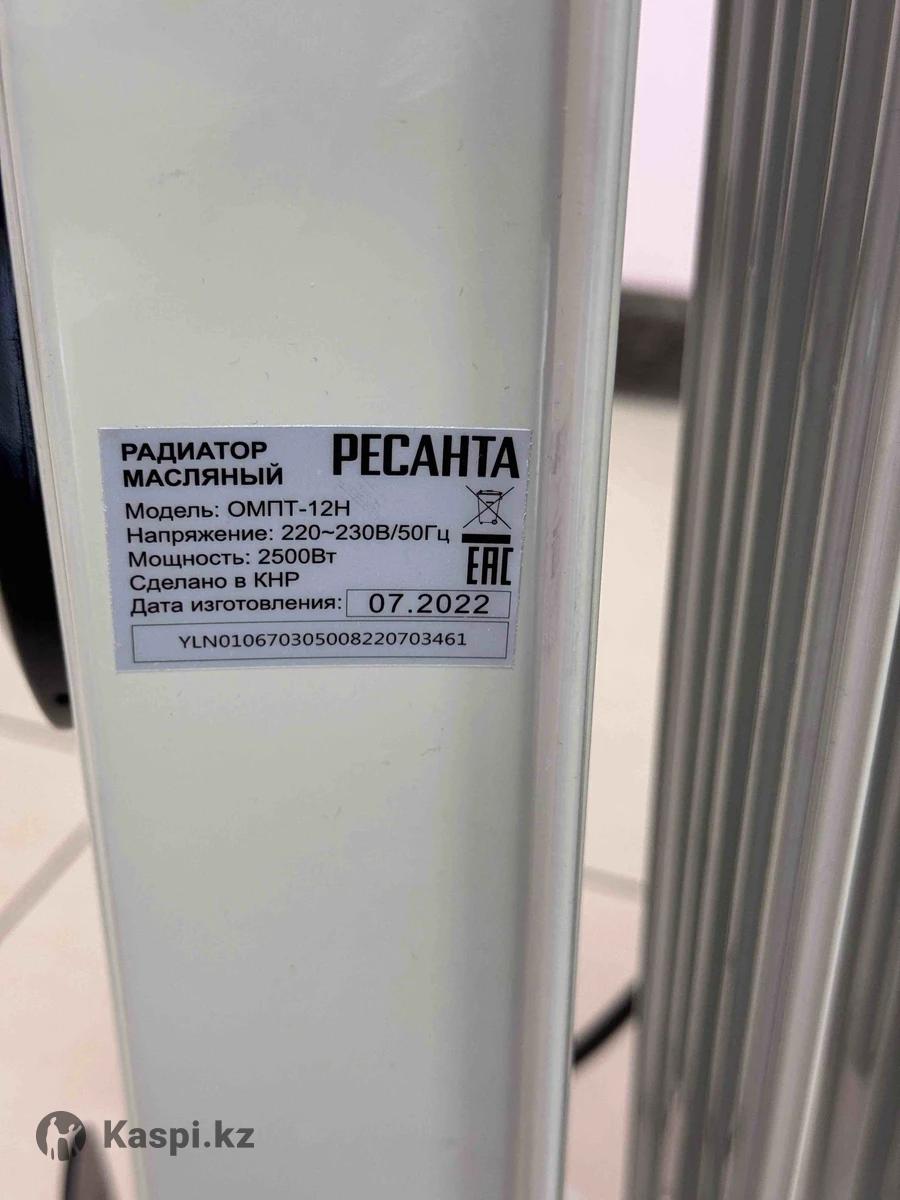 РАДИАТОР
МАСЛЯНЫЙ
РЕСАНТА
Модель: ОМПТ-12Н
Напряжение: 220~230В/50Гц
Мощность: 2500Вт
Сделано в КНР
EAC
Дата изготовления: 07.2022
YLN010670305008220703461
Kaspi.kz